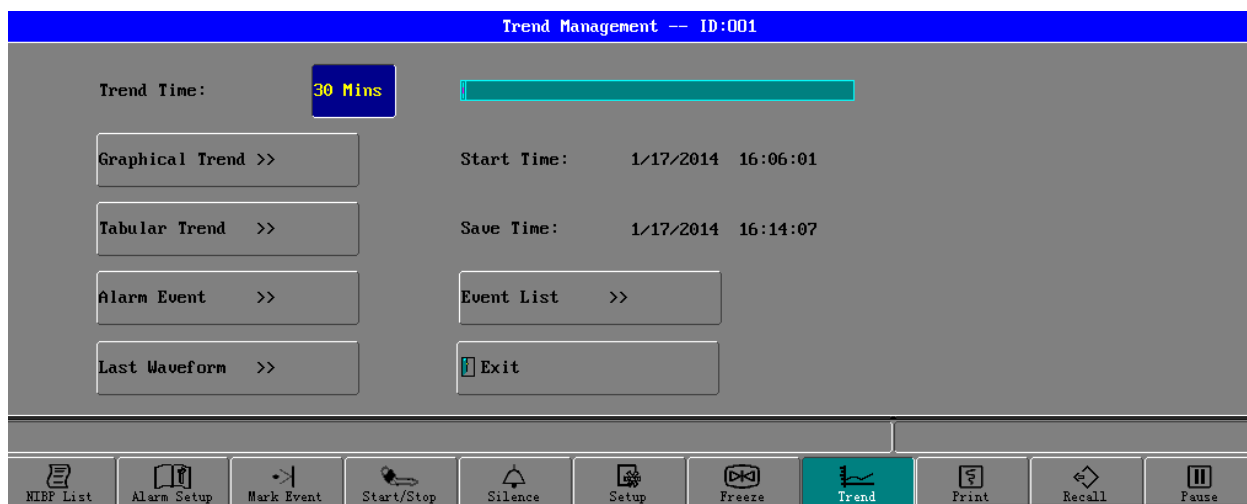 Trend Management -- ID:001
Trend Time: 30 Mins
Graphical Trend >> Start Time: 1/17/2014 16:06:01
Tabular Trend >> Save Time: 1/17/2014 16:14:07
Alarm Event >> Event List >>
Last Waveform >> Exit
NIBP List Alarm Setup Mark Event Start/Stop Silence Setup Freeze Trend Print Recall Pause